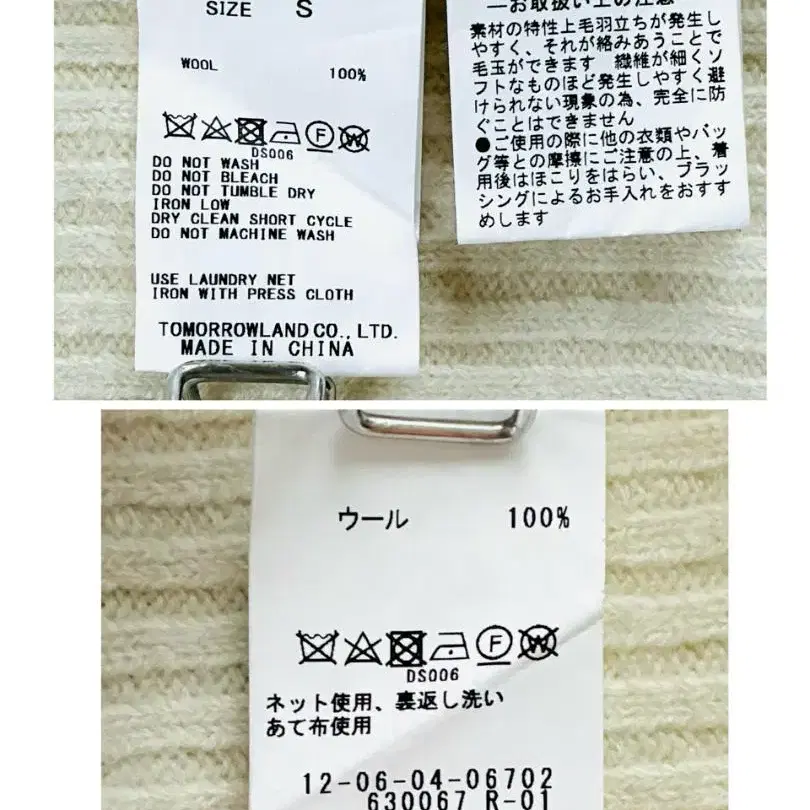 SIZE S
WOOL 100%
DS006
DO NOT WASH
DO NOT BLEACH
DO NOT TUMBLE DRY
IRON LOW
DRY CLEAN SHORT CYCLE
DO NOT MACHINE WASH
USE LAUNDRY NET
IRON WITH PRESS CLOTH
TOMORROWLAND CO., LTD.
MADE IN CHINA
お取扱い上の注意
素材の特性上毛羽立ちが発生し
やすく、それが絡みあうことで
毛玉ができます 繊維が細くソ
フトなものほど発生しやすく避
けられない現象の為、完全に防
ぐことはできません
●ご使用の際に他の衣類やバッ
グ等との摩擦にご注意の上、着
用後はほこりをはらい、ブラッ
シングによるお手入れをおすす
めします
ウール 100%
F W
DS006
ネット使用、裏返し洗い
あて布使用
12-06-04-06702
630067 R-01